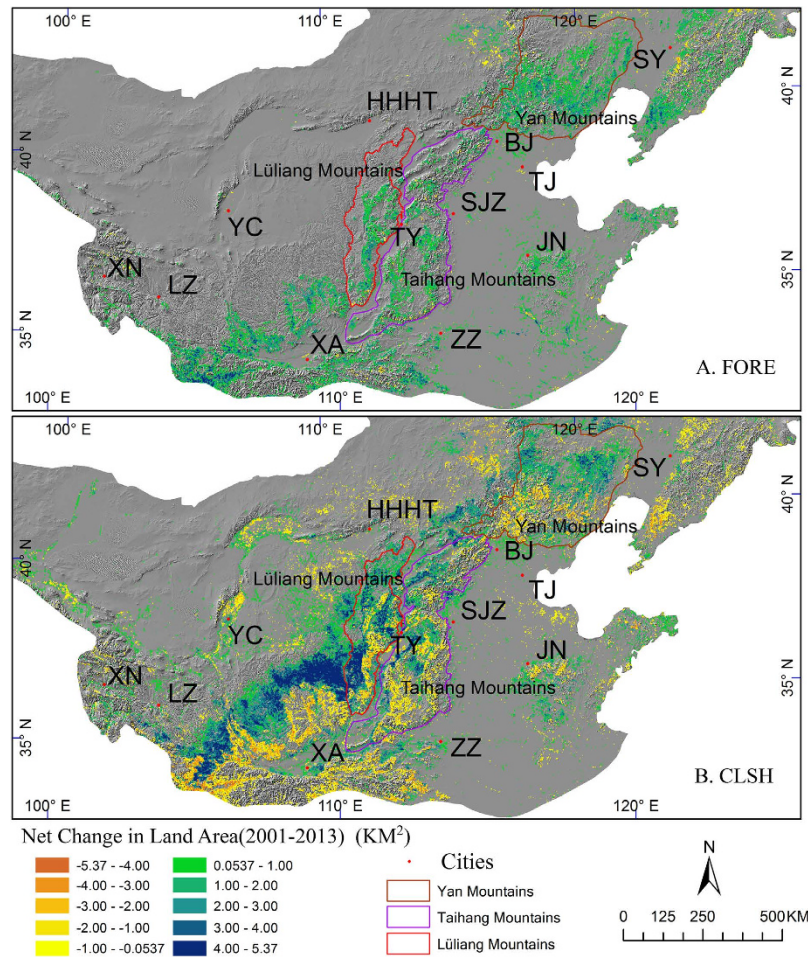 120° E
SY
40° N
HHHT
Yan Mountains
40° N
BJ
Lüliang Mountains
TJ
SJZ
YC
TY
JN
XN
LZ
Taihang Mountains
35° N
35° N
XA
ZZ
A. FORE
100° E
110° E
120° E
100° E
110° E
120° E
SY
40° N
HHHT
Yan Mountains
40° N
BJ
Lüliang Mountains
TJ
SJZ
YC
TY
JN
XN
LZ
Taihang Mountains
35° N
35° N
XA
ZZ
B. CLSH
100° E
110° E
120° E
Net Change in Land Area(2001-2013) (KM²)
-5.37 - -4.00
0.0537 - 1.00
Cities
-4.00 - -3.00
1.00 - 2.00
Yan Mountains
-3.00 - -2.00
2.00 - 3.00
Taihang Mountains
-2.00 - -1.00
3.00 - 4.00
Lüliang Mountains
-1.00 - -0.0537
4.00 - 5.37
N
0 125 250 500KM
100° E
110° E